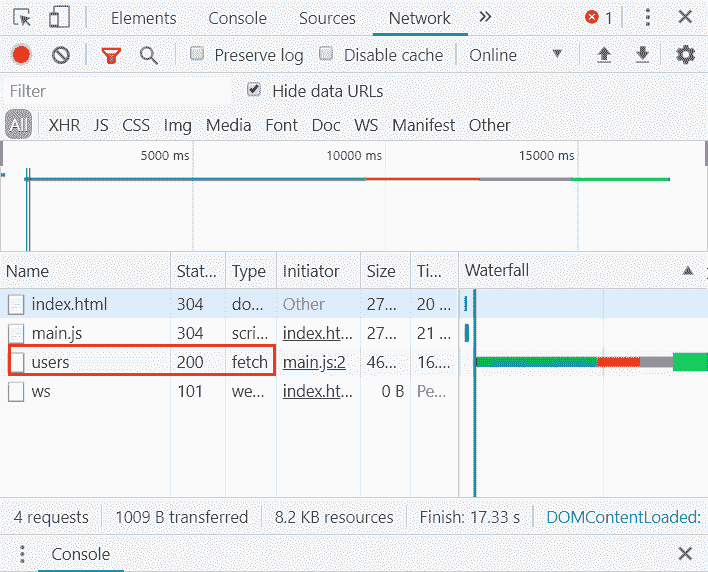 Elements Console Sources Network » 1
Preserve log Disable cache Online
Filter Hide data URLs
All XHR JS CSS Img Media Font Doc WS Manifest Other
5000 ms 10000 ms 15000 ms
Name Stat... Type Initiator Size Ti... Waterfall
index.html 304 do... Other 27... 20 ...
main.js 304 scri... index.ht... 27... 21 ...
users 200 fetch main.js:2 46... 16....
ws 101 we... index.ht... 0 B Pe...
4 requests 1009 B transferred 8.2 KB resources Finish: 17.33 s DOMContentLoaded:
Console